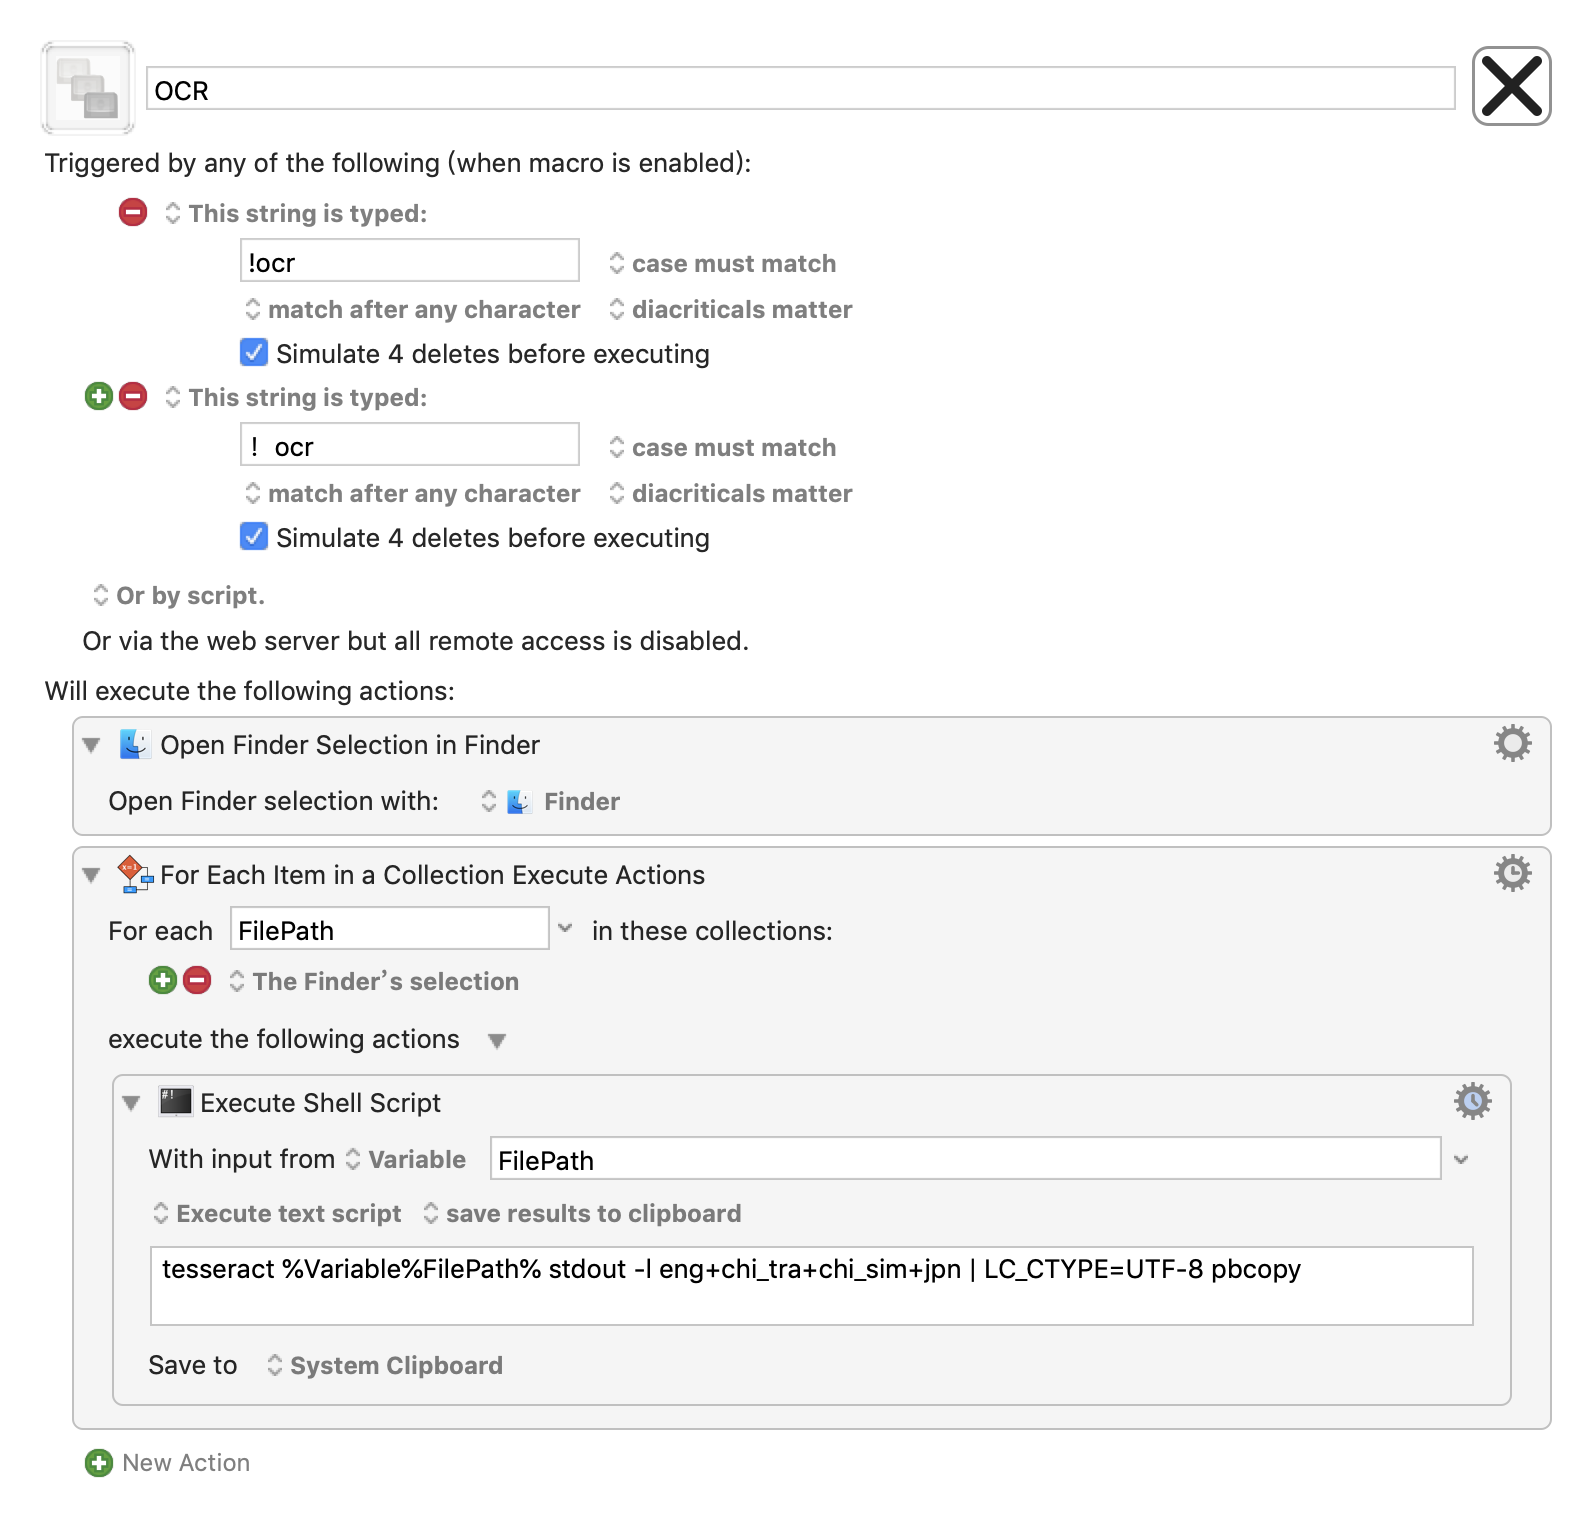 OCR
Triggered by any of the following (when macro is enabled):
This string is typed:
!ocr case must match
match after any character diacriticals matter
Simulate 4 deletes before executing
This string is typed:
！ocr case must match
match after any character diacriticals matter
Simulate 4 deletes before executing
Or by script.
Or via the web server but all remote access is disabled.
Will execute the following actions:
Open Finder Selection in Finder
Open Finder selection with: Finder
For Each Item in a Collection Execute Actions
For each FilePath in these collections:
The Finder’s selection
execute the following actions
#! Execute Shell Script
With input from Variable FilePath
Execute text script save results to clipboard
tesseract %Variable%FilePath% stdout -l eng+chi_tra+chi_sim+jpn | LC_CTYPE=UTF-8 pbcopy
Save to System Clipboard
New Action